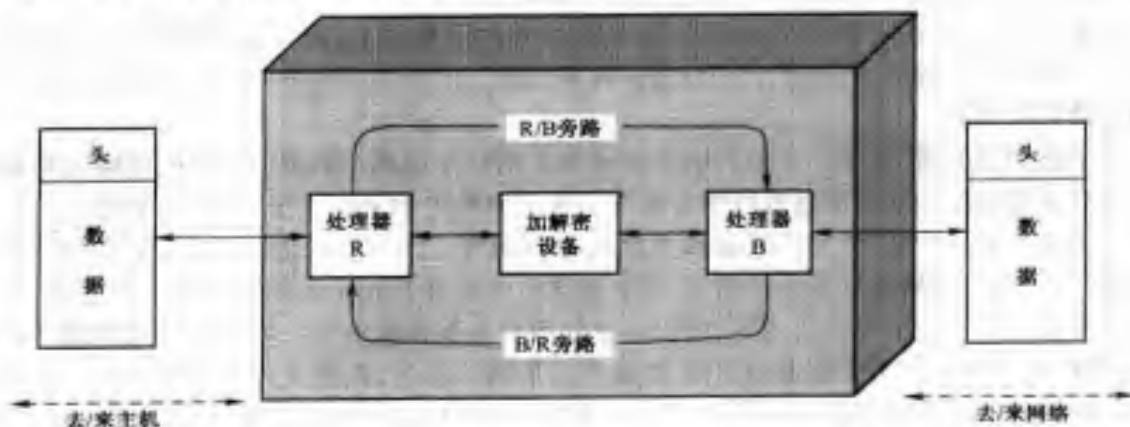 R/B旁路
头
数
据
处理器
R
加解密
设备
处理器
B
头
数
据
B/R旁路
去/来主机
去/来网络